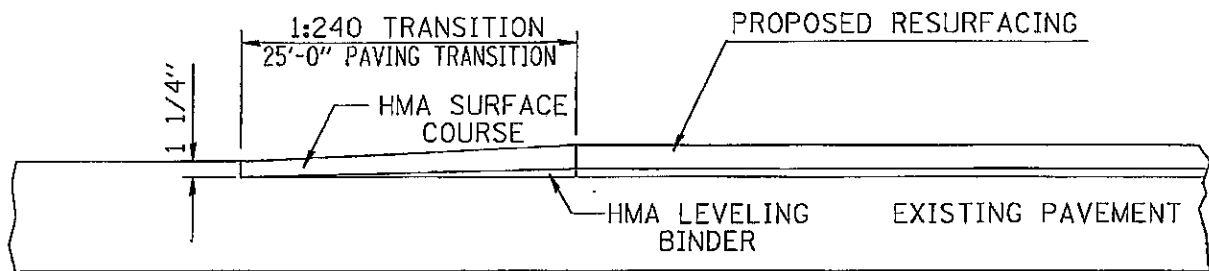 1:240 TRANSITION
25'-0" PAVING TRANSITION
PROPOSED RESURFACING
1 1/4"
HMA SURFACE
COURSE
HMA LEVELING
BINDER
EXISTING PAVEMENT